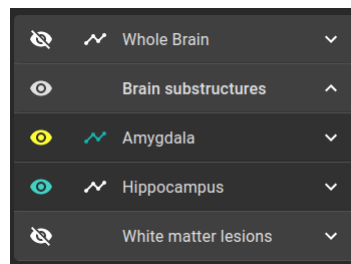 Whole Brain
Brain substructures
Amygdala
Hippocampus
White matter lesions